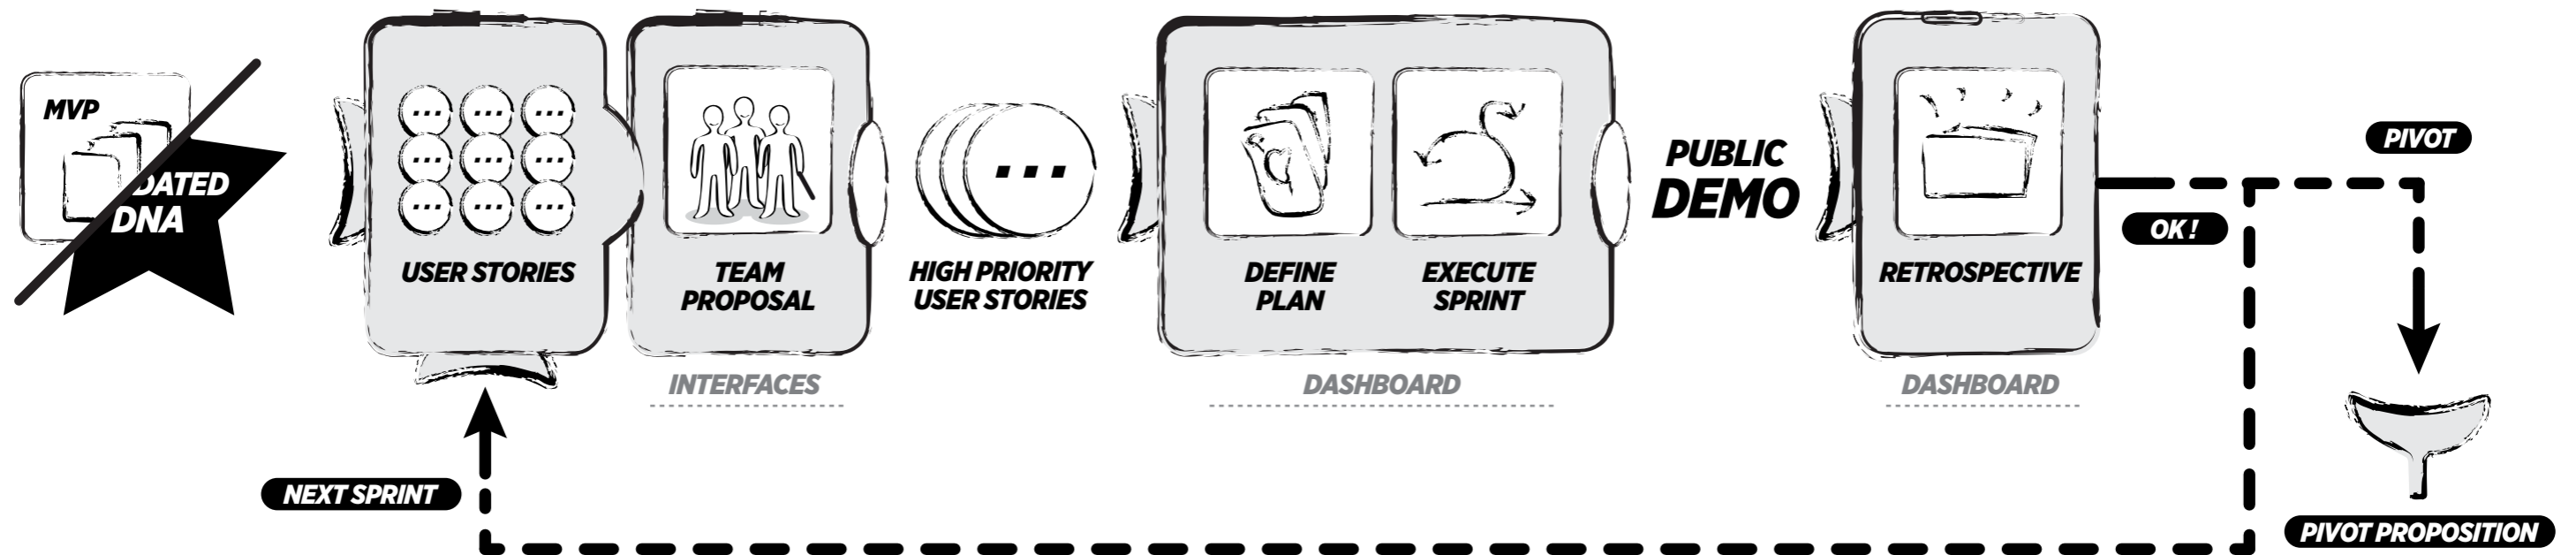 MVP
DATED
DNA
USER STORIES
TEAM
PROPOSAL
INTERFACES
HIGH PRIORITY
USER STORIES
DEFINE
PLAN
EXECUTE
SPRINT
DASHBOARD
PUBLIC
DEMO
RETROSPECTIVE
DASHBOARD
OK!
PIVOT
PIVOT PROPOSITION
NEXT SPRINT